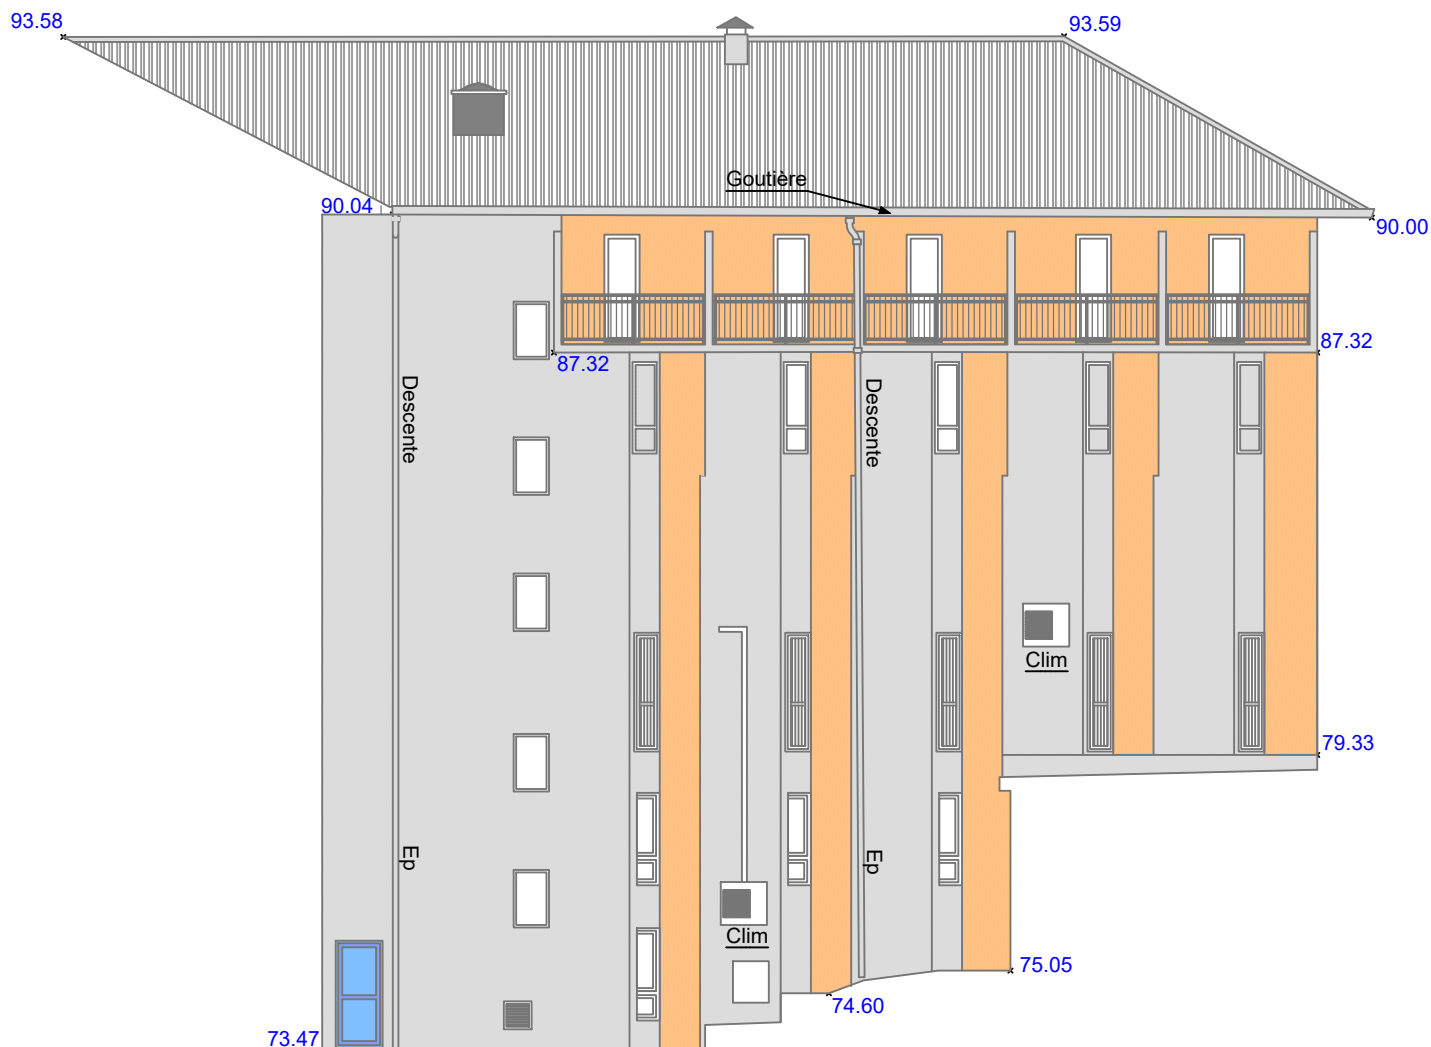 93.58
93.59
Goutière
90.04
90.00
87.32
87.32
Descente
Descente
Clim
79.33
Ep
Ep
Clim
75.05
74.60
73.47